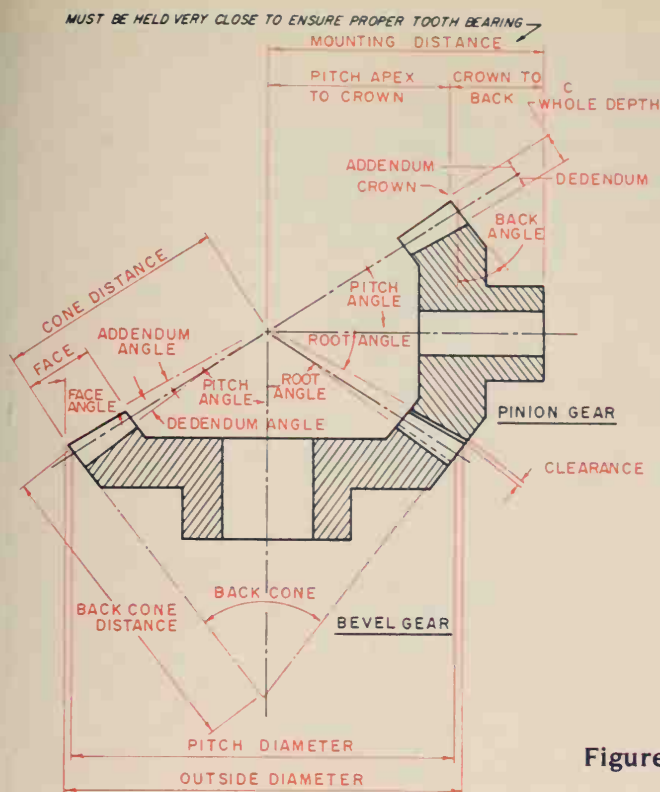 MUST BE HELD VERY CLOSE TO ENSURE PROPER TOOTH BEARING
MOUNTING DISTANCE
PITCH APEX
TO CROWN
CROWN TO
BACK
C
WHOLE DEPTH
ADDENDUM
CROWN
DEDENDUM
BACK
ANGLE
CONE DISTANCE
PITCH
ANGLE
ROOT ANGLE
FACE
ADDENDUM
ANGLE
FACE
ANGLE
PITCH
ANGLE
ROOT
ANGLE
DEDENDUM ANGLE
PINION GEAR
CLEARANCE
BACK CONE
DISTANCE
BACK CONE
BEVEL GEAR
PITCH DIAMETER
OUTSIDE DIAMETER
Figure